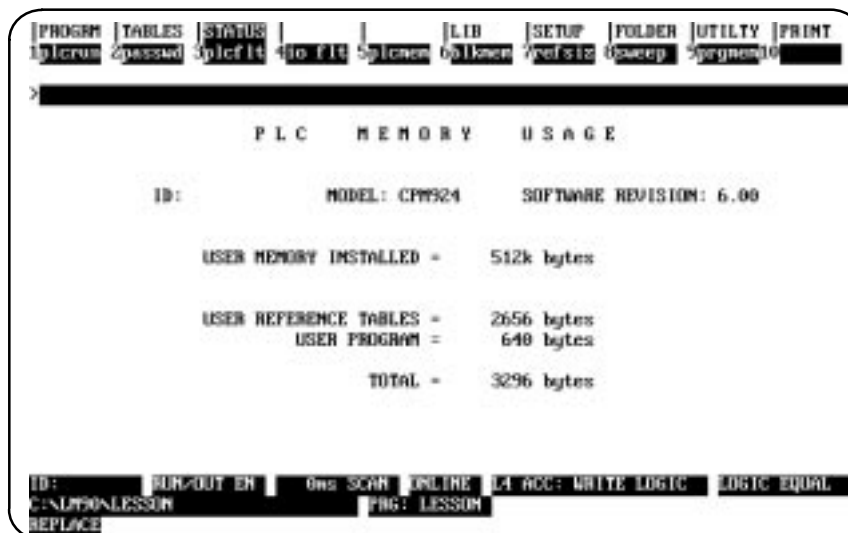 |PROGRM |TABLES |STATUS | | |LIB |SETUP |FOLDER |UTILTY |PRINT
1plcrun 2passwd 3plcflt 4io flt 5plcmem 6blkmem 7refsiz 8sweep 9prgmem10
>
P L C M E M O R Y U S A G E
ID: MODEL: CPM924 SOFTWARE REVISION: 6.00
USER MEMORY INSTALLED = 512k bytes
USER REFERENCE TABLES = 2656 bytes
USER PROGRAM = 640 bytes
TOTAL = 3296 bytes
ID: RUN/OUT EN 0ms SCAN ONLINE L4 ACC: WRITE LOGIC LOGIC EQUAL
C:\LM90\LESSON PRG: LESSON
REPLACE